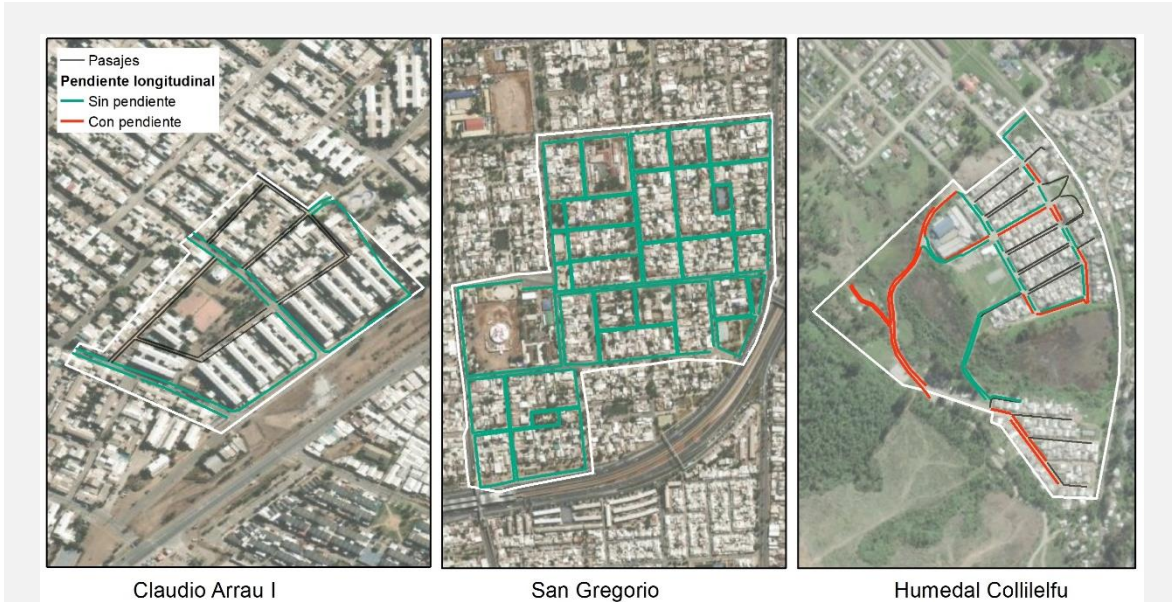 Pasajes
Pendiente longitudinal
Sin pendiente
Con pendiente
Claudio Arrau I
San Gregorio
Humedal Collilelfu